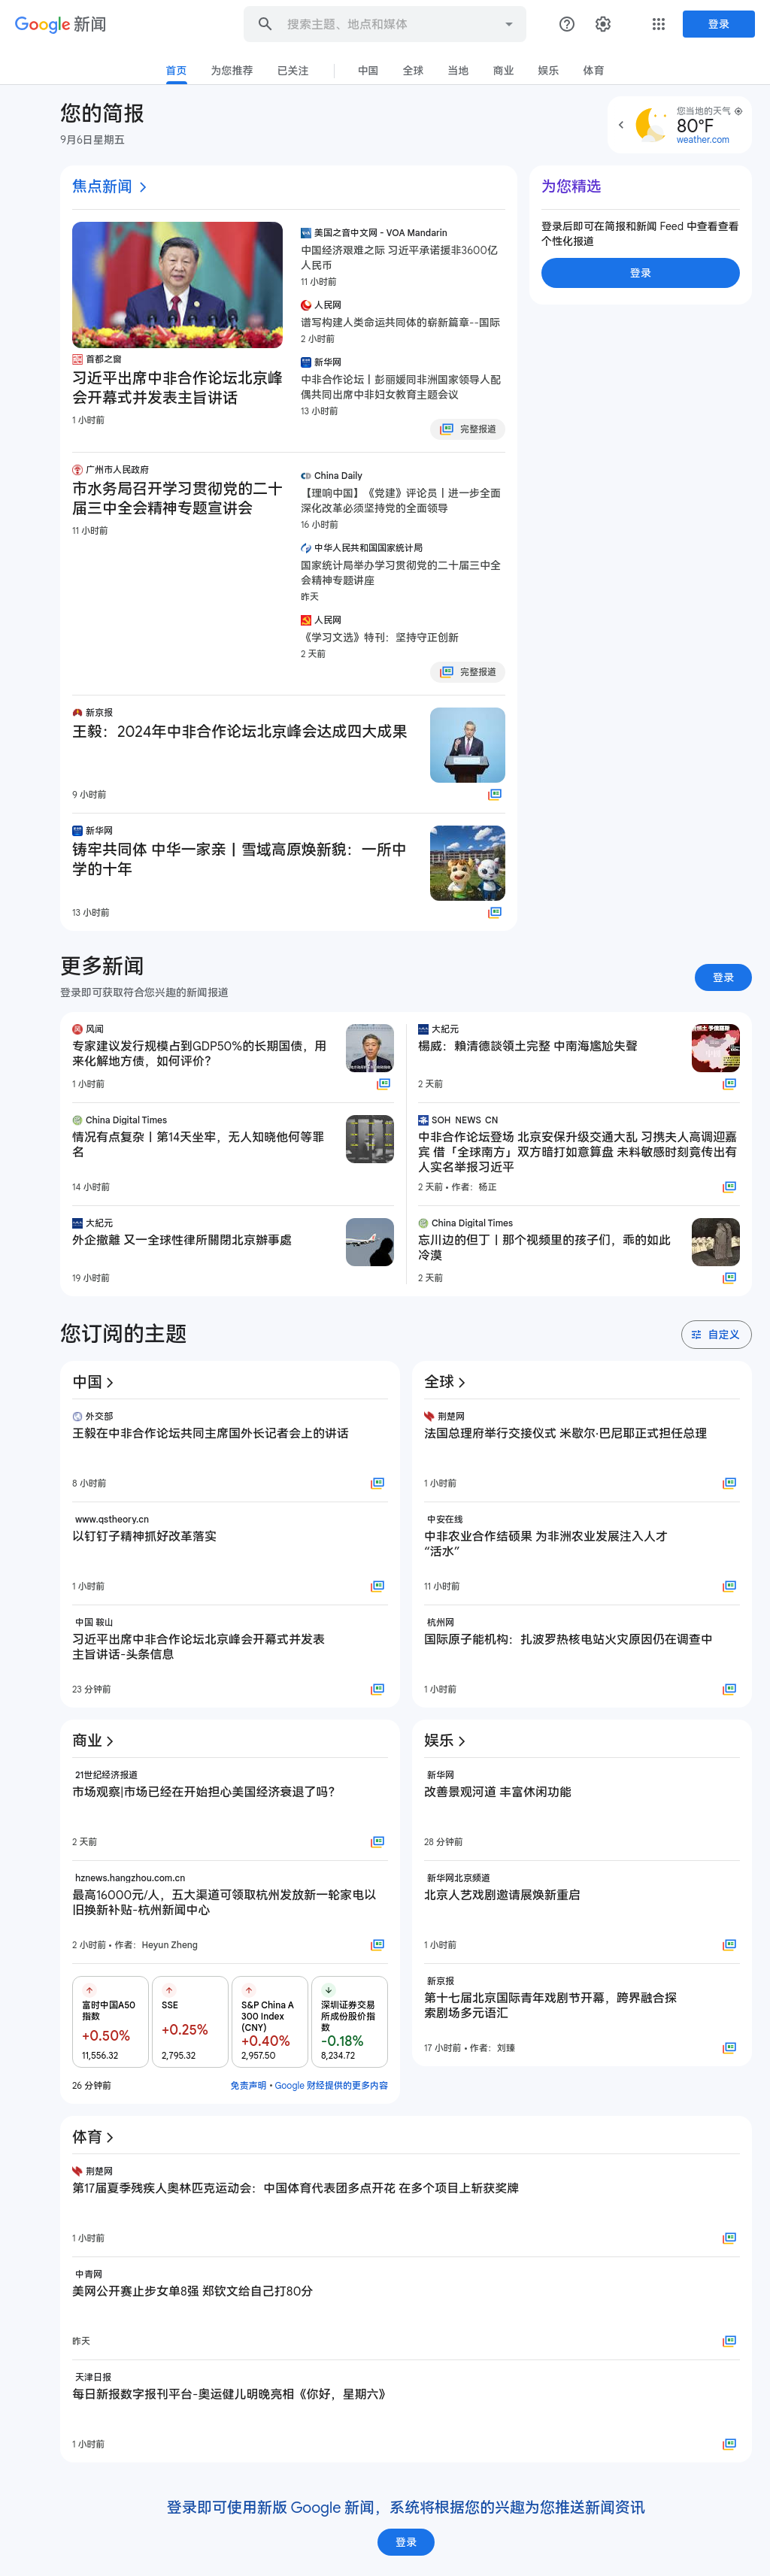 Google 新闻
搜索主题、地点和媒体
登录
首页
为您推荐
已关注
中国
全球
当地
商业
娱乐
体育
您的简报
9月6日星期五
您当地的天气
80°F
weather.com
焦点新闻
首都之窗
习近平出席中非合作论坛北京峰
会开幕式并发表主旨讲话
1 小时前
美国之音中文网 - VOA Mandarin
中国经济艰难之际 习近平承诺援非3600亿
人民币
11 小时前
人民网
谱写构建人类命运共同体的崭新篇章--国际
2 小时前
新华网
中非合作论坛丨彭丽媛同非洲国家领导人配
偶共同出席中非妇女教育主题会议
13 小时前
完整报道
广州市人民政府
市水务局召开学习贯彻党的二十
届三中全会精神专题宣讲会
11 小时前
China Daily
【理响中国】《党建》评论员丨进一步全面
深化改革必须坚持党的全面领导
16 小时前
中华人民共和国国家统计局
国家统计局举办学习贯彻党的二十届三中全
会精神专题讲座
昨天
人民网
《学习文选》特刊：坚持守正创新
2 天前
完整报道
新京报
王毅：2024年中非合作论坛北京峰会达成四大成果
9 小时前
新华网
铸牢共同体 中华一家亲丨雪域高原焕新貌：一所中
学的十年
13 小时前
为您精选
登录后即可在简报和新闻 Feed 中查看查看
个性化报道
登录
更多新闻
登录即可获取符合您兴趣的新闻报道
登录
风闻
专家建议发行规模占到GDP50%的长期国债，用
来化解地方债，如何评价？
1 小时前
大紀元
楊威：賴清德談領土完整 中南海尴尬失聲
2 天前
China Digital Times
情况有点复杂丨第14天坐牢，无人知晓他何等罪
名
14 小时前
SOH_NEWS_CN
中非合作论坛登场 北京安保升级交通大乱 习携夫人高调迎嘉
宾 借「全球南方」双方暗打如意算盘 未料敏感时刻竟传出有
人实名举报习近平
2 天前 • 作者：杨正
大紀元
外企撤離 又一全球性律所關閉北京辦事處
19 小时前
China Digital Times
忘川边的但丁丨那个视频里的孩子们，乖的如此
冷漠
2 天前
您订阅的主题
自定义
中国
外交部
王毅在中非合作论坛共同主席国外长记者会上的讲话
8 小时前
www.qstheory.cn
以钉钉子精神抓好改革落实
1 小时前
中国 鞍山
习近平出席中非合作论坛北京峰会开幕式并发表
主旨讲话-头条信息
23 分钟前
全球
荆楚网
法国总理府举行交接仪式 米歇尔·巴尼耶正式担任总理
1 小时前
中安在线
中非农业合作结硕果 为非洲农业发展注入人才
“活水”
11 小时前
杭州网
国际原子能机构：扎波罗热核电站火灾原因仍在调查中
1 小时前
商业
21世纪经济报道
市场观察|市场已经在开始担心美国经济衰退了吗？
2 天前
hznews.hangzhou.com.cn
最高16000元/人，五大渠道可领取杭州发放新一轮家电以
旧换新补贴-杭州新闻中心
2 小时前 • 作者：Heyun Zheng
富时中国A50
指数
+0.50%
11,556.32
SSE
+0.25%
2,795.32
S&P China A
300 Index
(CNY)
+0.40%
2,957.50
深圳证券交易
所成份股价指
数
-0.18%
8,234.72
26 分钟前
免责声明 • Google 财经提供的更多内容
娱乐
新华网
改善景观河道 丰富休闲功能
28 分钟前
新华网北京频道
北京人艺戏剧邀请展焕新重启
1 小时前
新京报
第十七届北京国际青年戏剧节开幕，跨界融合探
索剧场多元语汇
17 小时前 • 作者：刘臻
体育
荆楚网
第17届夏季残疾人奥林匹克运动会：中国体育代表团多点开花 在多个项目上斩获奖牌
1 小时前
中青网
美网公开赛止步女单8强 郑钦文给自己打80分
昨天
天津日报
每日新报数字报刊平台-奥运健儿明晚亮相《你好，星期六》
1 小时前
登录即可使用新版 Google 新闻，系统将根据您的兴趣为您推送新闻资讯
登录